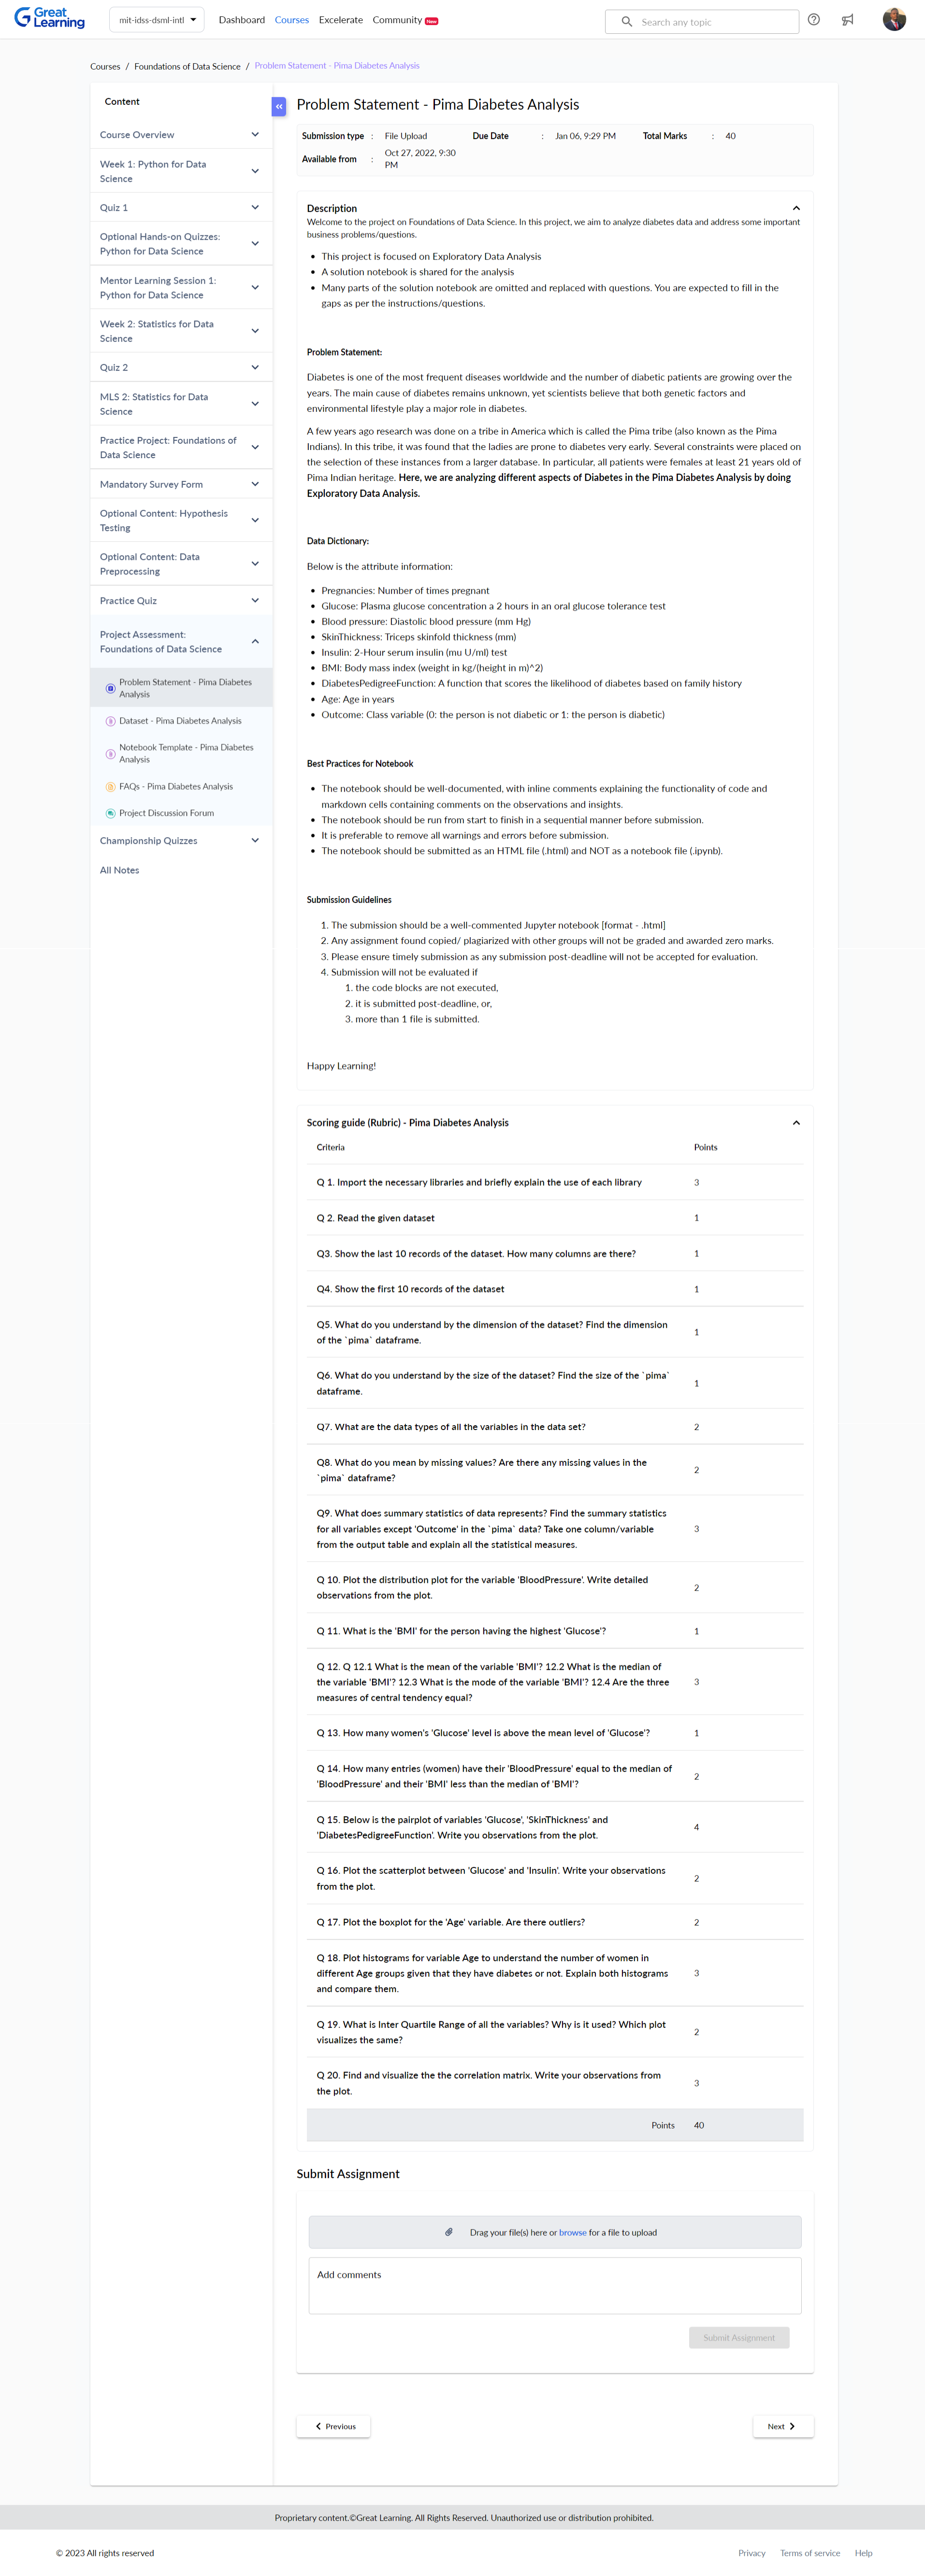 Great Learning
mit-idss-dsml-intl
Dashboard
Courses
Excelerate
Community New
Search any topic
Courses / Foundations of Data Science / Problem Statement - Pima Diabetes Analysis
Content
Course Overview
Week 1: Python for Data
Science
Quiz 1
Optional Hands-on Quizzes:
Python for Data Science
Mentor Learning Session 1:
Python for Data Science
Week 2: Statistics for Data
Science
Quiz 2
MLS 2: Statistics for Data
Science
Practice Project: Foundations of
Data Science
Mandatory Survey Form
Optional Content: Hypothesis
Testing
Optional Content: Data
Preprocessing
Practice Quiz
Project Assessment:
Foundations of Data Science
Problem Statement - Pima Diabetes
Analysis
Dataset - Pima Diabetes Analysis
Notebook Template - Pima Diabetes
Analysis
FAQs - Pima Diabetes Analysis
Project Discussion Forum
Championship Quizzes
All Notes
Problem Statement - Pima Diabetes Analysis
Submission type : File Upload Due Date : Jan 06, 9:29 PM Total Marks : 40
Available from : Oct 27, 2022, 9:30
PM
Description
Welcome to the project on Foundations of Data Science. In this project, we aim to analyze diabetes data and address some important
business problems/questions.
• This project is focused on Exploratory Data Analysis
• A solution notebook is shared for the analysis
• Many parts of the solution notebook are omitted and replaced with questions. You are expected to fill in the
gaps as per the instructions/questions.
Problem Statement:
Diabetes is one of the most frequent diseases worldwide and the number of diabetic patients are growing over the
years. The main cause of diabetes remains unknown, yet scientists believe that both genetic factors and
environmental lifestyle play a major role in diabetes.
A few years ago research was done on a tribe in America which is called the Pima tribe (also known as the Pima
Indians). In this tribe, it was found that the ladies are prone to diabetes very early. Several constraints were placed on
the selection of these instances from a larger database. In particular, all patients were females at least 21 years old of
Pima Indian heritage. Here, we are analyzing different aspects of Diabetes in the Pima Diabetes Analysis by doing
Exploratory Data Analysis.
Data Dictionary:
Below is the attribute information:
• Pregnancies: Number of times pregnant
• Glucose: Plasma glucose concentration a 2 hours in an oral glucose tolerance test
• Blood pressure: Diastolic blood pressure (mm Hg)
• SkinThickness: Triceps skinfold thickness (mm)
• Insulin: 2-Hour serum insulin (mu U/ml) test
• BMI: Body mass index (weight in kg/(height in m)^2)
• DiabetesPedigreeFunction: A function that scores the likelihood of diabetes based on family history
• Age: Age in years
• Outcome: Class variable (0: the person is not diabetic or 1: the person is diabetic)
Best Practices for Notebook
• The notebook should be well-documented, with inline comments explaining the functionality of code and
markdown cells containing comments on the observations and insights.
• The notebook should be run from start to finish in a sequential manner before submission.
• It is preferable to remove all warnings and errors before submission.
• The notebook should be submitted as an HTML file (.html) and NOT as a notebook file (.ipynb).
Submission Guidelines
1. The submission should be a well-commented Jupyter notebook [format - .html]
2. Any assignment found copied/ plagiarized with other groups will not be graded and awarded zero marks.
3. Please ensure timely submission as any submission post-deadline will not be accepted for evaluation.
4. Submission will not be evaluated if
1. the code blocks are not executed,
2. it is submitted post-deadline, or,
3. more than 1 file is submitted.
Happy Learning!
Scoring guide (Rubric) - Pima Diabetes Analysis
Criteria Points
Q 1. Import the necessary libraries and briefly explain the use of each library 3
Q 2. Read the given dataset 1
Q3. Show the last 10 records of the dataset. How many columns are there? 1
Q4. Show the first 10 records of the dataset 1
Q5. What do you understand by the dimension of the dataset? Find the dimension
of the `pima` dataframe. 1
Q6. What do you understand by the size of the dataset? Find the size of the `pima`
dataframe. 1
Q7. What are the data types of all the variables in the data set? 2
Q8. What do you mean by missing values? Are there any missing values in the
`pima` dataframe? 2
Q9. What does summary statistics of data represents? Find the summary statistics
for all variables except 'Outcome' in the `pima` data? Take one column/variable
from the output table and explain all the statistical measures. 3
Q 10. Plot the distribution plot for the variable 'BloodPressure'. Write detailed
observations from the plot. 2
Q 11. What is the 'BMI' for the person having the highest 'Glucose'? 1
Q 12. Q 12.1 What is the mean of the variable 'BMI'? 12.2 What is the median of
the variable 'BMI'? 12.3 What is the mode of the variable 'BMI'? 12.4 Are the three
measures of central tendency equal? 3
Q 13. How many women's 'Glucose' level is above the mean level of 'Glucose'? 1
Q 14. How many entries (women) have their 'BloodPressure' equal to the median of
'BloodPressure' and their 'BMI' less than the median of 'BMI'? 2
Q 15. Below is the pairplot of variables 'Glucose', 'SkinThickness' and
'DiabetesPedigreeFunction'. Write you observations from the plot. 4
Q 16. Plot the scatterplot between 'Glucose' and 'Insulin'. Write your observations
from the plot. 2
Q 17. Plot the boxplot for the 'Age' variable. Are there outliers? 2
Q 18. Plot histograms for variable Age to understand the number of women in
different Age groups given that they have diabetes or not. Explain both histograms
and compare them. 3
Q 19. What is Inter Quartile Range of all the variables? Why is it used? Which plot
visualizes the same? 2
Q 20. Find and visualize the the correlation matrix. Write your observations from
the plot. 3
Points 40
Submit Assignment
Drag your file(s) here or browse for a file to upload
Add comments
Submit Assignment
Previous
Next
Proprietary content.©Great Learning. All Rights Reserved. Unauthorized use or distribution prohibited.
© 2023 All rights reserved
Privacy
Terms of service
Help